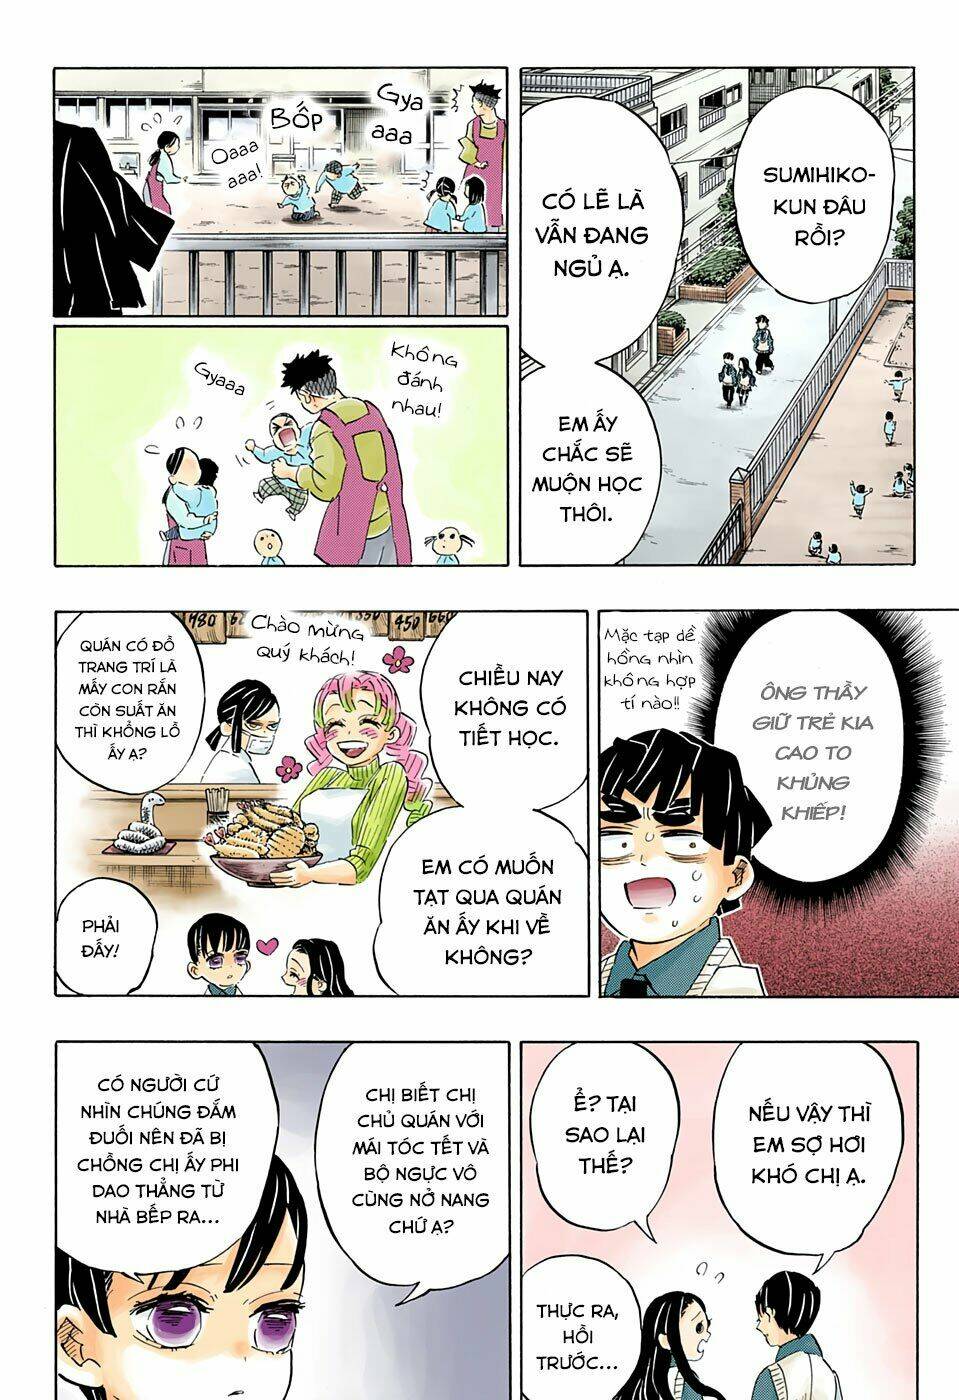 SUMIHIKO-
KUN ĐÂU
RỒI?
CÓ LẼ LÀ
VẪN ĐANG
NGỦ Ạ.
EM ẤY
CHẮC SẼ
MUỘN HỌC
THÔI.
Gya
aaa
BỐP
Oaaa
aaa!
Không
đánh
nhau!
Gyaaa
ÔNG THẦY
GIỮ TRẺ KIA
CAO TO
KHỦNG
KHIẾP!
Mặc tạp dề
hồng nhìn
không hợp
tí nào!!
CHIỀU NAY
KHÔNG CÓ
TIẾT HỌC.
EM CÓ MUỐN
TẠT QUA QUÁN
ĂN ẤY KHI VỀ
KHÔNG?
480
450
660
Chào mừng
quý khách!
QUÁN CÓ ĐỒ
TRANG TRÍ LÀ
MẤY CON RẮN
CÒN SUẤT ĂN
THÌ KHỔNG LỒ
ẤY Ạ?
PHẢI
ĐẤY!
NẾU VẬY THÌ
EM SỢ HƠI
KHÓ CHỊ Ạ.
Ể? TẠI
SAO LẠI
THẾ?
THỰC RA,
HỒI
TRƯỚC...
CHỊ BIẾT CHỊ
CHỦ QUÁN VỚI
MÁI TÓC TẾT VÀ
BỘ NGỰC VÔ
CÙNG NỞ NANG
CHỨ Ạ?
CÓ NGƯỜI CỨ
NHÌN CHÚNG ĐẮM
ĐUỐI NÊN ĐÃ BỊ
CHỒNG CHỊ ẤY PHI
DAO THẲNG TỪ
NHÀ BẾP RA...